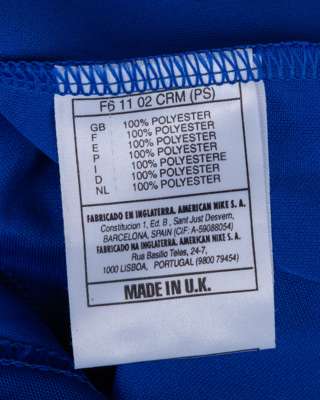 F6 11 02 CRM (PS)
GB 100% POLYESTER
F 100% POLYESTER
E 100% POLYESTER
P 100% POLYESTER
I 100% POLYESTERE
D 100% POLYESTER
NL 100% POLYESTER
FABRICADO EN INGLATERRA. AMERICAN NIKE S. A.
Constitucion 1, Ed. B, Sant Just Desvern,
BARCELONA, SPAIN (CIF: A-59088054)
FABRICADO NA INGLATERRA. AMERICAN NIKE S. A.
Rua Basilio Teles, 24-7,
1000 LISBOA, PORTUGAL (9800 79454)
MADE IN U.K.